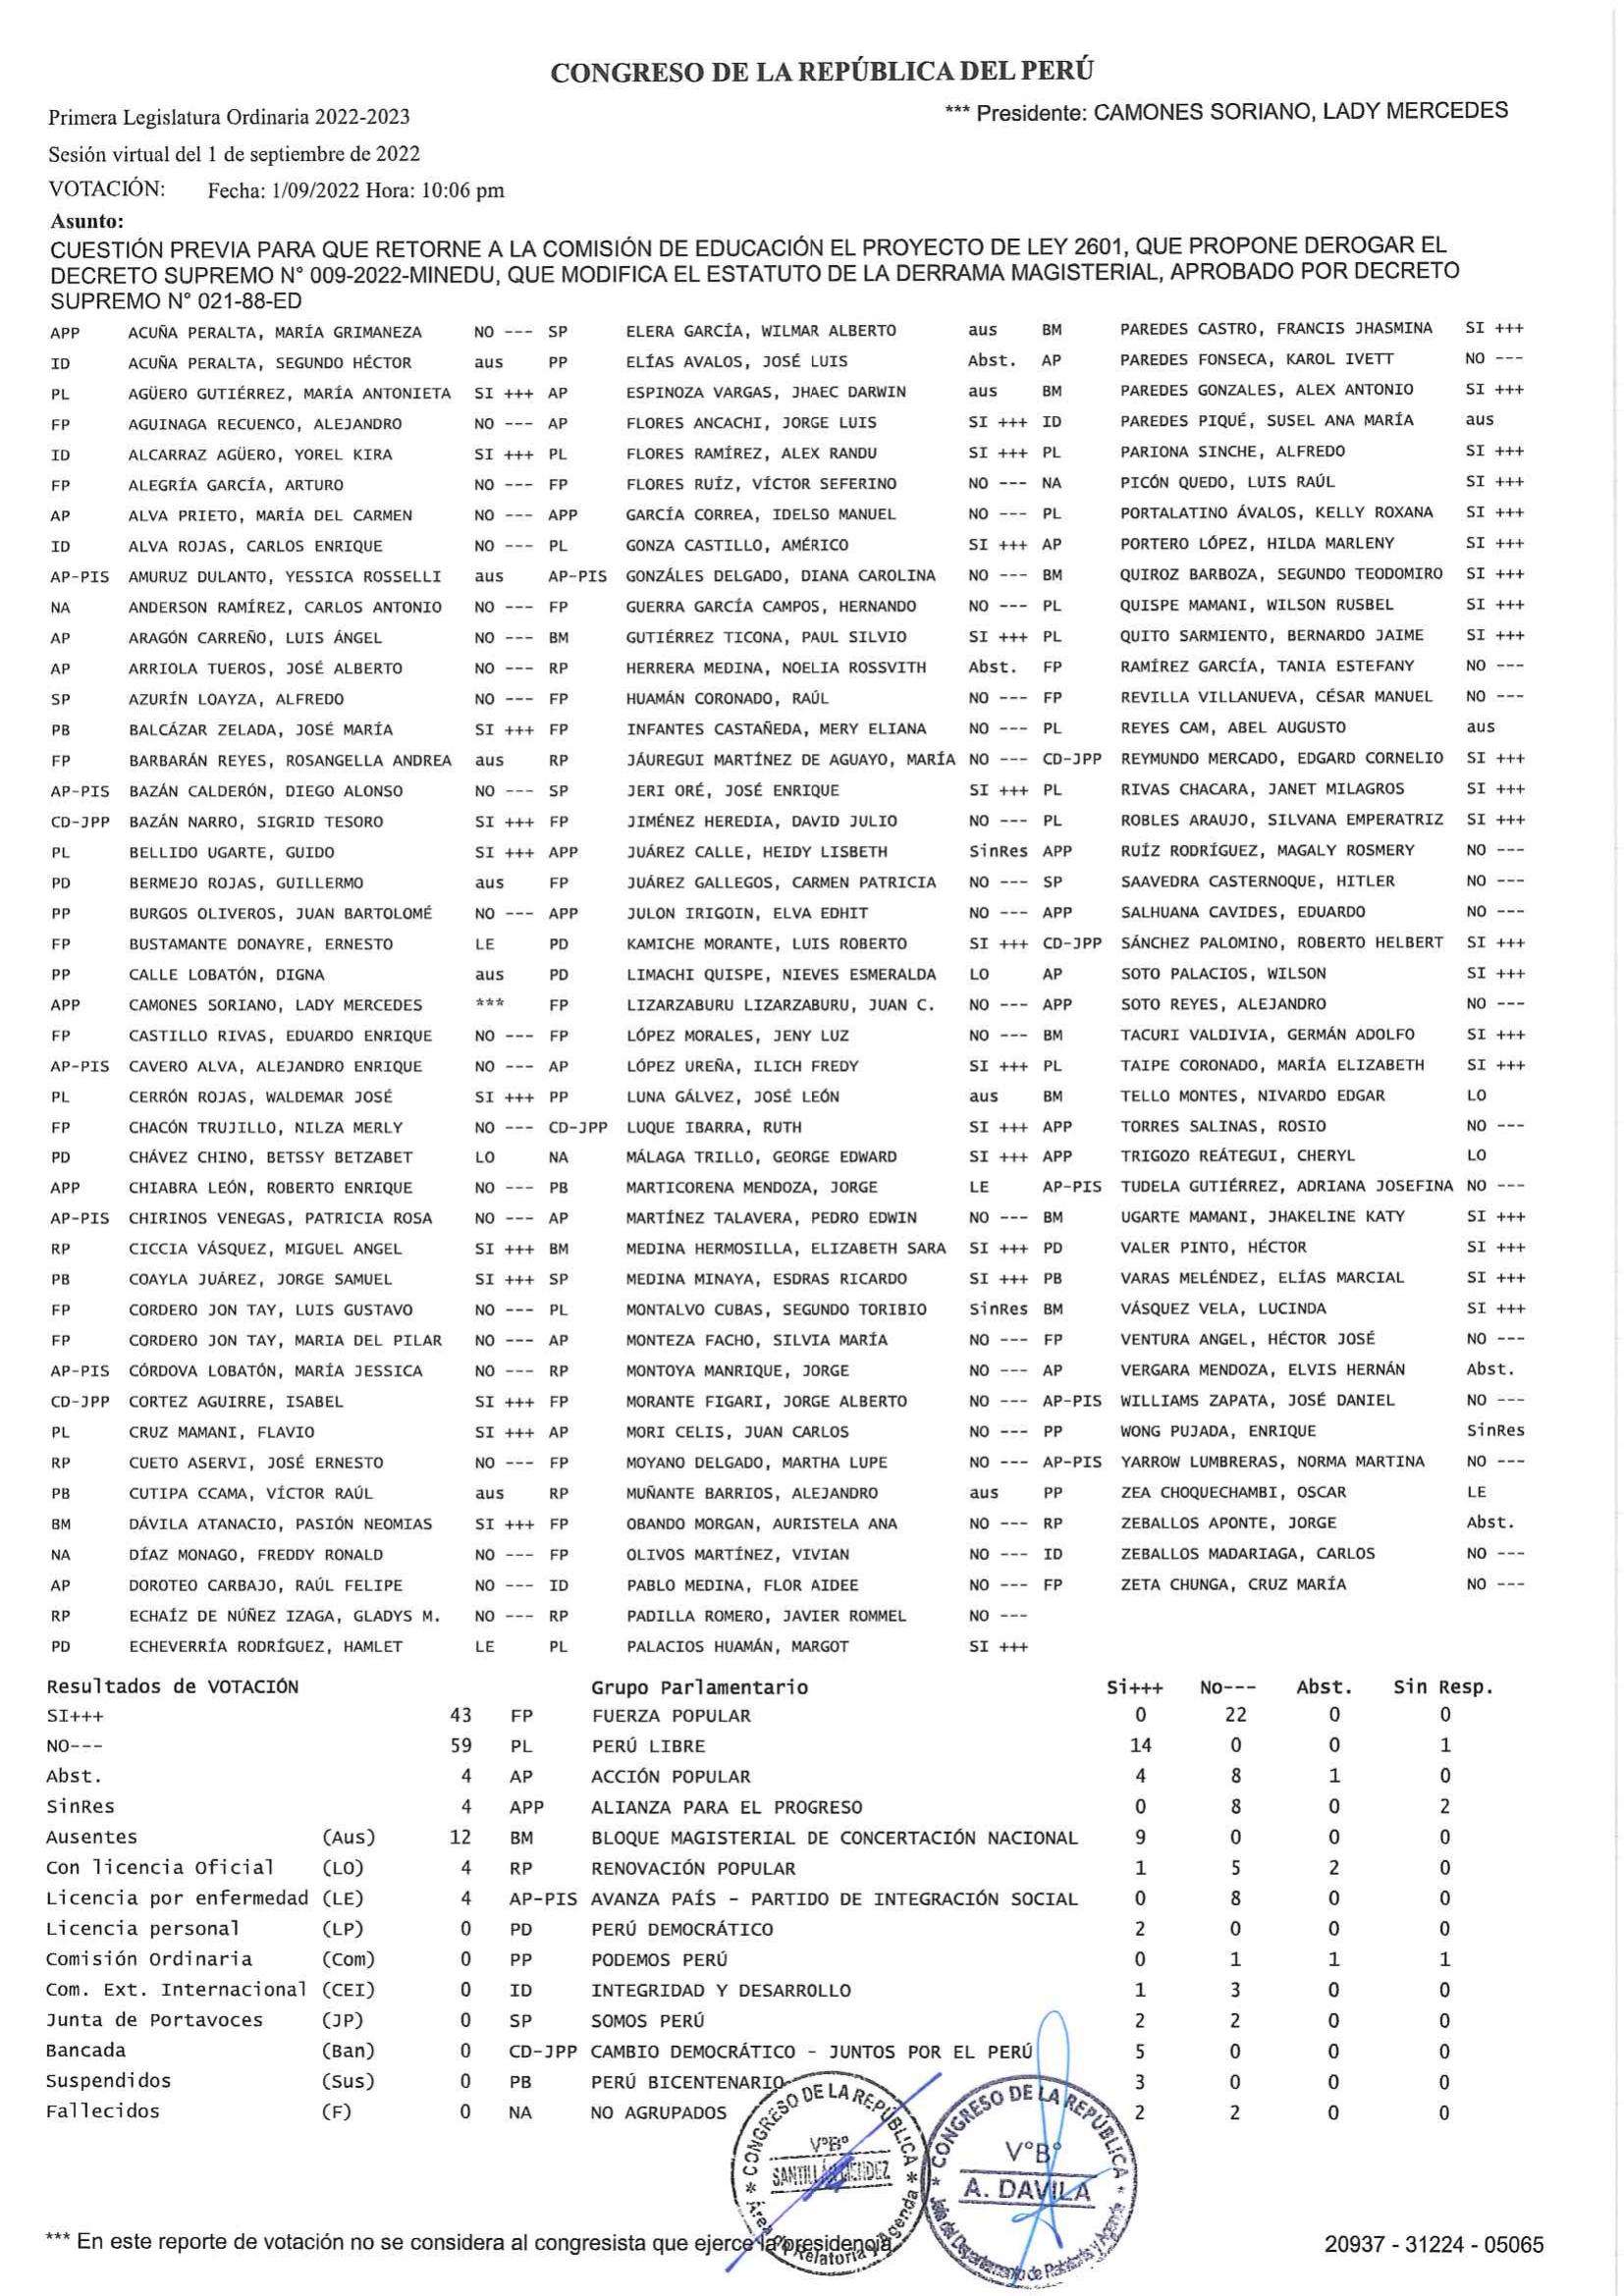 CONGRESO DE LA REPÚBLICA DEL PERÚ
Primera Legislatura Ordinaria 2022-2023 *** Presidente: CAMONES SORIANO, LADY MERCEDES
Sesión virtual del 1 de septiembre de 2022
VOTACIÓN: Fecha: 1/09/2022 Hora: 10:06 pm
Asunto:
CUESTIÓN PREVIA PARA QUE RETORNE A LA COMISIÓN DE EDUCACIÓN EL PROYECTO DE LEY 2601, QUE PROPONE DEROGAR EL
DECRETO SUPREMO N° 009-2022-MINEDU, QUE MODIFICA EL ESTATUTO DE LA DERRAMA MAGISTERIAL, APROBADO POR DECRETO
SUPREMO N° 021-88-ED
APP ACUÑA PERALTA, MARÍA GRIMANEZA NO --- SP ELERA GARCÍA, WILMAR ALBERTO aus BM PAREDES CASTRO, FRANCIS JHASMINA SI +++
ID ACUÑA PERALTA, SEGUNDO HÉCTOR aus PP ELÍAS AVALOS, JOSÉ LUIS Abst. AP PAREDES FONSECA, KAROL IVETT NO ---
PL AGÜERO GUTIÉRREZ, MARÍA ANTONIETA SI +++ AP ESPINOZA VARGAS, JHAEC DARWIN aus BM PAREDES GONZALES, ALEX ANTONIO SI +++
FP AGUINAGA RECUENCO, ALEJANDRO NO --- AP FLORES ANCACHI, JORGE LUIS SI +++ ID PAREDES PIQUÉ, SUSEL ANA MARÍA aus
ID ALCARRAZ AGÜERO, YOREL KIRA SI +++ PL FLORES RAMÍREZ, ALEX RANDU SI +++ PL PARIONA SINCHE, ALFREDO SI +++
FP ALEGRÍA GARCÍA, ARTURO NO --- FP FLORES RUÍZ, VÍCTOR SEFERINO NO --- NA PICÓN QUEDO, LUIS RAÚL SI +++
AP ALVA PRIETO, MARÍA DEL CARMEN NO --- APP GARCÍA CORREA, IDELSO MANUEL NO --- PL PORTALATINO ÁVALOS, KELLY ROXANA SI +++
ID ALVA ROJAS, CARLOS ENRIQUE NO --- PL GONZA CASTILLO, AMÉRICO SI +++ AP PORTERO LÓPEZ, HILDA MARLENY SI +++
AP-PIS AMURUZ DULANTO, YESSICA ROSSELLI aus AP-PIS GONZÁLES DELGADO, DIANA CAROLINA NO --- BM QUIROZ BARBOZA, SEGUNDO TEODOMIRO SI +++
NA ANDERSON RAMÍREZ, CARLOS ANTONIO NO --- FP GUERRA GARCÍA CAMPOS, HERNANDO NO --- PL QUISPE MAMANI, WILSON RUSBEL SI +++
AP ARAGÓN CARREÑO, LUIS ÁNGEL NO --- BM GUTIÉRREZ TICONA, PAUL SILVIO SI +++ PL QUITO SARMIENTO, BERNARDO JAIME SI +++
AP ARRIOLA TUEROS, JOSÉ ALBERTO NO --- RP HERRERA MEDINA, NOELIA ROSSVITH Abst. FP RAMÍREZ GARCÍA, TANIA ESTEFANY NO ---
SP AZURÍN LOAYZA, ALFREDO NO --- FP HUAMÁN CORONADO, RAÚL NO --- FP REVILLA VILLANUEVA, CÉSAR MANUEL NO ---
PB BALCÁZAR ZELADA, JOSÉ MARÍA SI +++ FP INFANTES CASTAÑEDA, MERY ELIANA NO --- PL REYES CAM, ABEL AUGUSTO aus
FP BARBARÁN REYES, ROSANGELLA ANDREA aus RP JÁUREGUI MARTÍNEZ DE AGUAYO, MARÍA NO --- CD-JPP REYMUNDO MERCADO, EDGARD CORNELIO SI +++
AP-PIS BAZÁN CALDERÓN, DIEGO ALONSO NO --- SP JERI ORÉ, JOSÉ ENRIQUE SI +++ PL RIVAS CHACARA, JANET MILAGROS SI +++
CD-JPP BAZÁN NARRO, SIGRID TESORO SI +++ FP JIMÉNEZ HEREDIA, DAVID JULIO NO --- PL ROBLES ARAUJO, SILVANA EMPERATRIZ SI +++
PL BELLIDO UGARTE, GUIDO SI +++ APP JUÁREZ CALLE, HEIDY LISBETH SinRes APP RUÍZ RODRÍGUEZ, MAGALY ROSMERY NO ---
PD BERMEJO ROJAS, GUILLERMO aus FP JUÁREZ GALLEGOS, CARMEN PATRICIA NO --- SP SAAVEDRA CASTERNOQUE, HITLER NO ---
PP BURGOS OLIVEROS, JUAN BARTOLOMÉ NO --- APP JULON IRIGOIN, ELVA EDHIT NO --- APP SALHUANA CAVIDES, EDUARDO NO ---
FP BUSTAMANTE DONAYRE, ERNESTO LE PD KAMICHE MORANTE, LUIS ROBERTO SI +++ CD-JPP SÁNCHEZ PALOMINO, ROBERTO HELBERT SI +++
PP CALLE LOBATÓN, DIGNA aus PD LIMACHI QUISPE, NIEVES ESMERALDA LO AP SOTO PALACIOS, WILSON SI +++
APP CAMONES SORIANO, LADY MERCEDES *** FP LIZARZABURU LIZARZABURU, JUAN C. NO --- APP SOTO REYES, ALEJANDRO NO ---
FP CASTILLO RIVAS, EDUARDO ENRIQUE NO --- FP LÓPEZ MORALES, JENY LUZ NO --- BM TACURI VALDIVIA, GERMÁN ADOLFO SI +++
AP-PIS CAVERO ALVA, ALEJANDRO ENRIQUE NO --- AP LÓPEZ UREÑA, ILICH FREDY SI +++ PL TAIPE CORONADO, MARÍA ELIZABETH SI +++
PL CERRÓN ROJAS, WALDEMAR JOSÉ SI +++ PP LUNA GÁLVEZ, JOSÉ LEÓN aus BM TELLO MONTES, NIVARDO EDGAR LO
FP CHACÓN TRUJILLO, NILZA MERLY NO --- CD-JPP LUQUE IBARRA, RUTH SI +++ APP TORRES SALINAS, ROSIO NO ---
PD CHÁVEZ CHINO, BETSSY BETZABET LO NA MÁLAGA TRILLO, GEORGE EDWARD SI +++ APP TRIGOZO REÁTEGUI, CHERYL LO
APP CHIABRA LEÓN, ROBERTO ENRIQUE NO --- PB MARTICORENA MENDOZA, JORGE LE AP-PIS TUDELA GUTIÉRREZ, ADRIANA JOSEFINA NO ---
AP-PIS CHIRINOS VENEGAS, PATRICIA ROSA NO --- AP MARTÍNEZ TALAVERA, PEDRO EDWIN NO --- BM UGARTE MAMANI, JHAKELINE KATY SI +++
RP CICCIA VÁSQUEZ, MIGUEL ANGEL SI +++ BM MEDINA HERMOSILLA, ELIZABETH SARA SI +++ PD VALER PINTO, HÉCTOR SI +++
PB COAYLA JUÁREZ, JORGE SAMUEL SI +++ SP MEDINA MINAYA, ESDRAS RICARDO SI +++ PB VARAS MELÉNDEZ, ELÍAS MARCIAL SI +++
FP CORDERO JON TAY, LUIS GUSTAVO NO --- PL MONTALVO CUBAS, SEGUNDO TORIBIO SinRes BM VÁSQUEZ VELA, LUCINDA SI +++
FP CORDERO JON TAY, MARIA DEL PILAR NO --- AP MONTEZA FACHO, SILVIA MARÍA NO --- FP VENTURA ANGEL, HÉCTOR JOSÉ NO ---
AP-PIS CÓRDOVA LOBATÓN, MARÍA JESSICA NO --- RP MONTOYA MANRIQUE, JORGE NO --- AP VERGARA MENDOZA, ELVIS HERNÁN Abst.
CD-JPP CORTEZ AGUIRRE, ISABEL SI +++ FP MORANTE FIGARI, JORGE ALBERTO NO --- AP-PIS WILLIAMS ZAPATA, JOSÉ DANIEL NO ---
PL CRUZ MAMANI, FLAVIO SI +++ AP MORI CELIS, JUAN CARLOS NO --- PP WONG PUJADA, ENRIQUE SinRes
RP CUETO ASERVI, JOSÉ ERNESTO NO --- FP MOYANO DELGADO, MARTHA LUPE NO --- AP-PIS YARROW LUMBRERAS, NORMA MARTINA NO ---
PB CUTIPA CCAMA, VÍCTOR RAÚL aus RP MUÑANTE BARRIOS, ALEJANDRO aus PP ZEA CHOQUECHAMBI, OSCAR LE
BM DÁVILA ATANACIO, PASIÓN NEOMIAS SI +++ FP OBANDO MORGAN, AURISTELA ANA NO --- RP ZEBALLOS APONTE, JORGE Abst.
NA DÍAZ MONAGO, FREDDY RONALD NO --- FP OLIVOS MARTÍNEZ, VIVIAN NO --- ID ZEBALLOS MADARIAGA, CARLOS NO ---
AP DOROTEO CARBAJO, RAÚL FELIPE NO --- ID PABLO MEDINA, FLOR AIDEE NO --- FP ZETA CHUNGA, CRUZ MARÍA NO ---
RP ECHAÍZ DE NÚÑEZ IZAGA, GLADYS M. NO --- RP PADILLA ROMERO, JAVIER ROMMEL NO ---
PD ECHEVERRÍA RODRÍGUEZ, HAMLET LE PL PALACIOS HUAMÁN, MARGOT SI +++
Resultados de VOTACIÓN Grupo Parlamentario Si+++ No--- Abst. Sin Resp.
SI+++ 43 FP FUERZA POPULAR 0 22 0 0
NO--- 59 PL PERÚ LIBRE 14 0 0 1
Abst. 4 AP ACCIÓN POPULAR 4 8 1 0
SinRes 4 APP ALIANZA PARA EL PROGRESO 0 8 0 2
Ausentes (Aus) 12 BM BLOQUE MAGISTERIAL DE CONCERTACIÓN NACIONAL 9 0 0 0
Con licencia Oficial (LO) 4 RP RENOVACIÓN POPULAR 1 5 2 0
Licencia por enfermedad (LE) 4 AP-PIS AVANZA PAÍS - PARTIDO DE INTEGRACIÓN SOCIAL 0 8 0 0
Licencia personal (LP) 0 PD PERÚ DEMOCRÁTICO 2 0 0 0
Comisión Ordinaria (Com) 0 PP PODEMOS PERÚ 0 1 1 1
Com. Ext. Internacional (CEI) 0 ID INTEGRIDAD Y DESARROLLO 1 3 0 0
Junta de Portavoces (JP) 0 SP SOMOS PERÚ 2 2 0 0
Bancada (Ban) 0 CD-JPP CAMBIO DEMOCRÁTICO - JUNTOS POR EL PERÚ 5 0 0 0
Suspendidos (Sus) 0 PB PERÚ BICENTENARIO 3 0 0 0
Fallecidos (F) 0 NA NO AGRUPADOS 2 2 0 0
* CONGRESO DE LA REPÚBLICA *
V°B°
SANTILLÁN MENDEZ
Area de Relatoría y Agenda
* CONGRESO DE LA REPÚBLICA *
V°B°
A. DAVILA
Jefe del Departamento de Relatoría y Agenda
*** En este reporte de votación no se considera al congresista que ejerce la presidencia. 20937 - 31224 - 05065